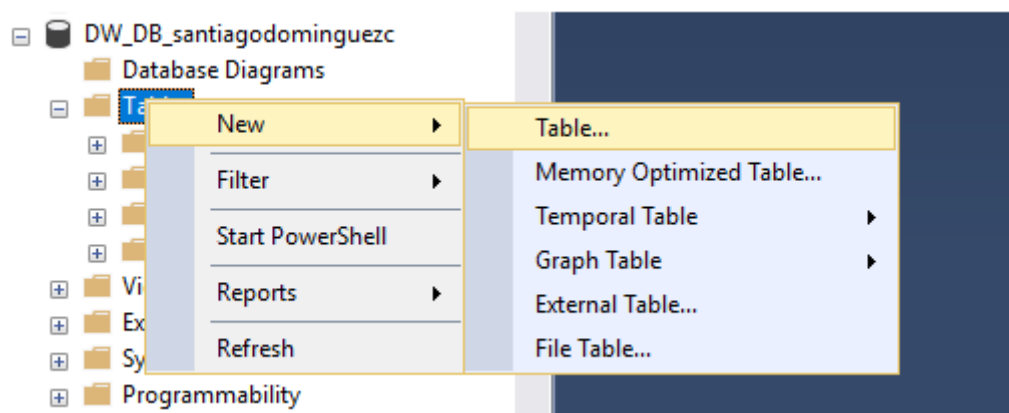 DW_DB_santiagodominguezc
Database Diagrams
New
Table...
Filter
Memory Optimized Table...
Temporal Table
Start PowerShell
Graph Table
Reports
External Table...
Refresh
File Table...
Programmability